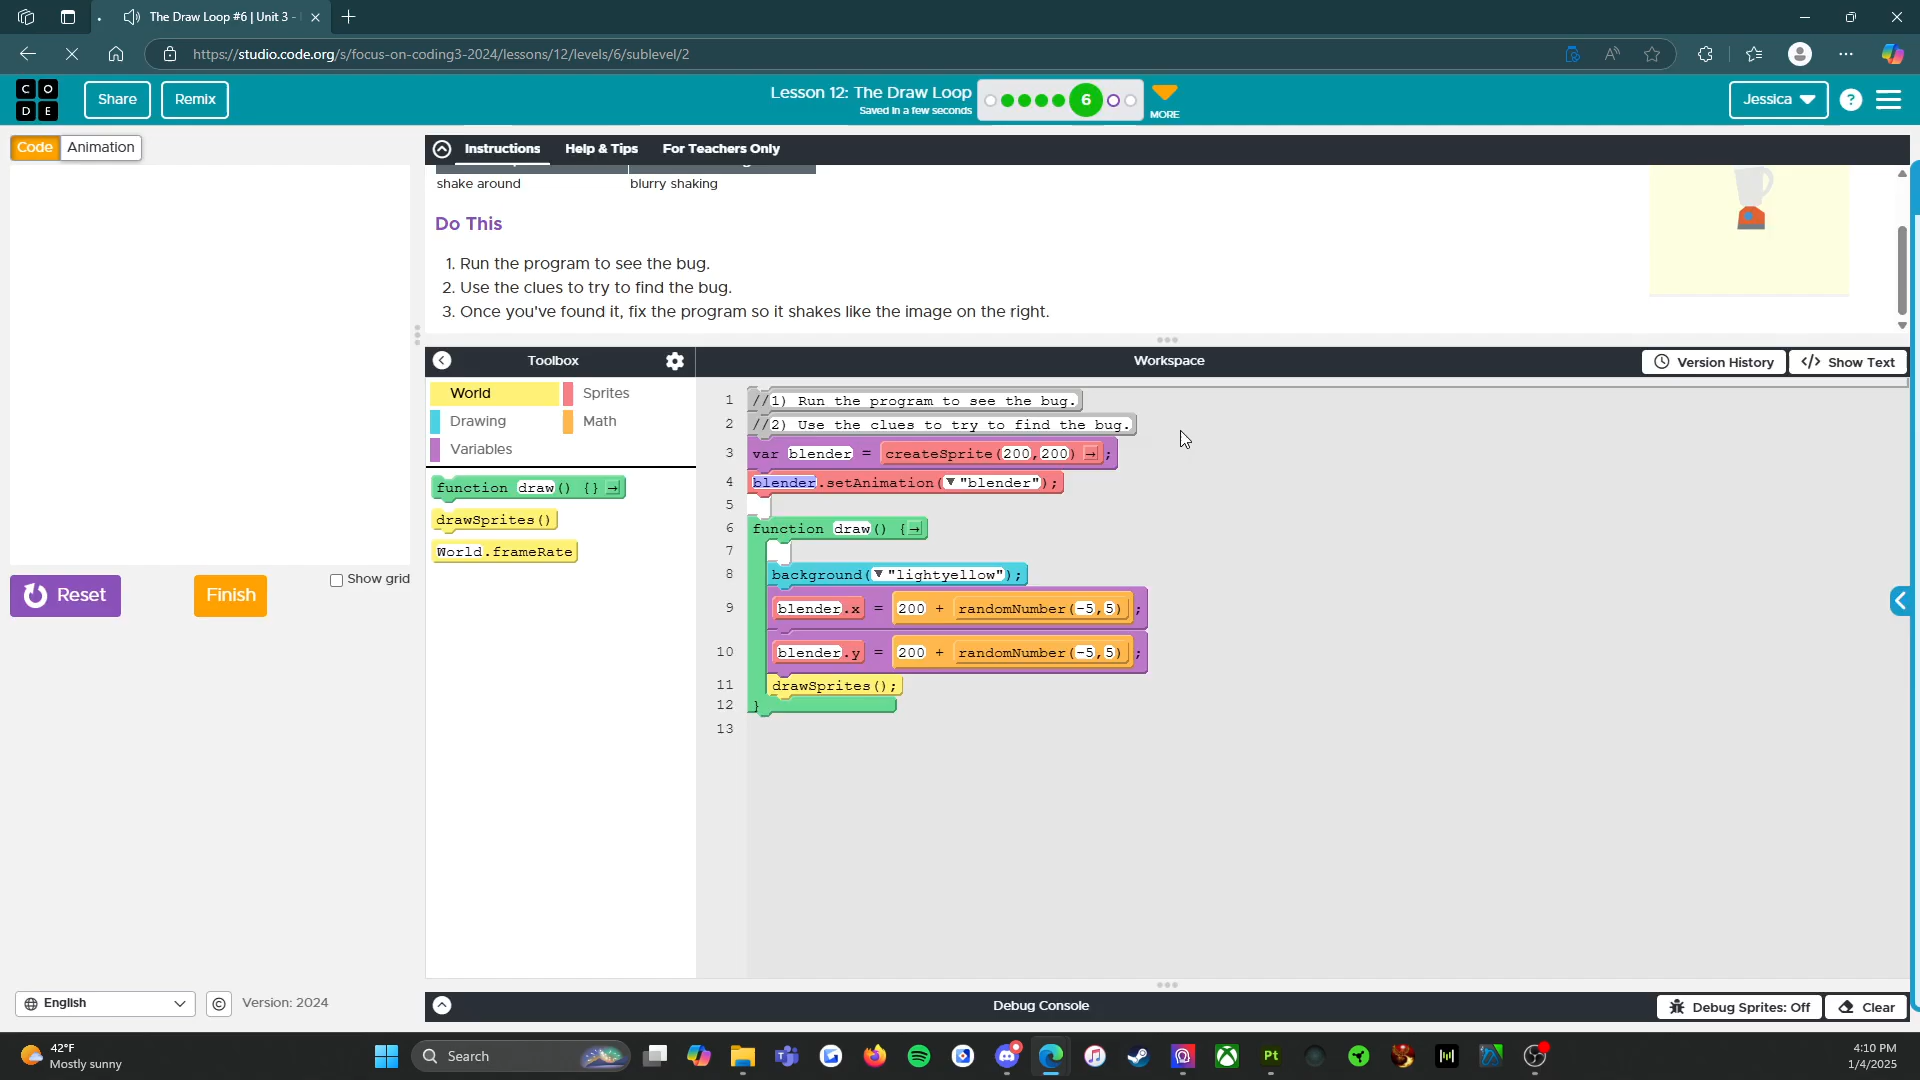 The Draw Loop #6 | Unit 3 -
https://studio.code.org/s/focus-on-coding3-2024/lessons/12/levels/6/sublevel/2
C O
D E
Share
Remix
Lesson 12: The Draw Loop
Saved in a few seconds
6
MORE
Jessica
?
Code
Animation
Instructions
Help & Tips
For Teachers Only
shake around
blurry shaking
Do This
1. Run the program to see the bug.
2. Use the clues to try to find the bug.
3. Once you've found it, fix the program so it shakes like the image on the right.
Toolbox
Workspace
Version History
</> Show Text
World
Sprites
Drawing
Math
Variables
function draw() {}
drawSprites()
World.frameRate
1 //1) Run the program to see the bug.
2 //2) Use the clues to try to find the bug.
3 var blender = createSprite(200,200) → ;
4 blender.setAnimation(▼ "blender");
5
6 function draw() {→
7
8 background(▼ "lightyellow");
9 blender.x = 200 + randomNumber(-5,5) ;
10 blender.y = 200 + randomNumber(-5,5) ;
11 drawSprites();
12 }
13
Reset
Finish
Show grid
English
© Version: 2024
Debug Console
Debug Sprites: Off
Clear
42°F
Mostly sunny
Search
Pt
4:10 PM
1/4/2025